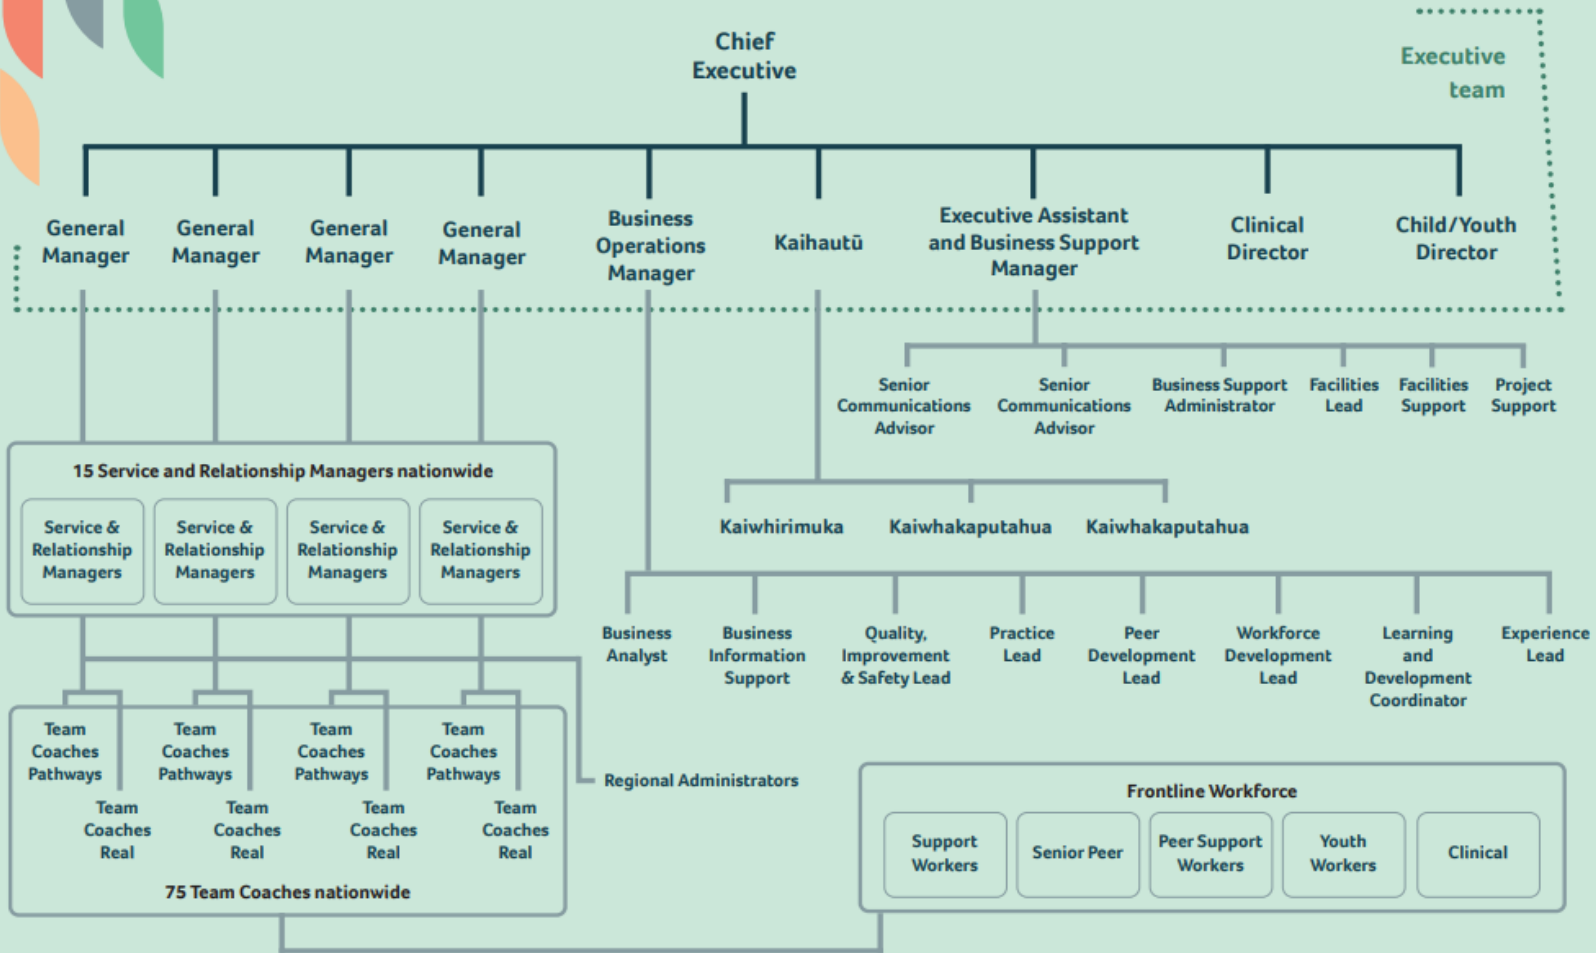 Chief
Executive
Executive
team
General
Manager
General
Manager
General
Manager
General
Manager
Business
Operations
Manager
Kaihautū
Executive Assistant
and Business Support
Manager
Clinical
Director
Child/Youth
Director
Senior
Communications
Advisor
Senior
Communications
Advisor
Business Support
Administrator
Facilities
Lead
Facilities
Support
Project
Support
15 Service and Relationship Managers nationwide
Service &
Relationship
Managers
Service &
Relationship
Managers
Service &
Relationship
Managers
Service &
Relationship
Managers
Kaiwhirimuka
Kaiwhakaputahua
Kaiwhakaputahua
Business
Analyst
Business
Information
Support
Quality,
Improvement
& Safety Lead
Practice
Lead
Peer
Development
Lead
Workforce
Development
Lead
Learning
and
Development
Coordinator
Experience
Lead
Team
Coaches
Pathways
Team
Coaches
Pathways
Team
Coaches
Pathways
Team
Coaches
Pathways
Team
Coaches
Real
Team
Coaches
Real
Team
Coaches
Real
Team
Coaches
Real
75 Team Coaches nationwide
Regional Administrators
Frontline Workforce
Support
Workers
Senior Peer
Peer Support
Workers
Youth
Workers
Clinical